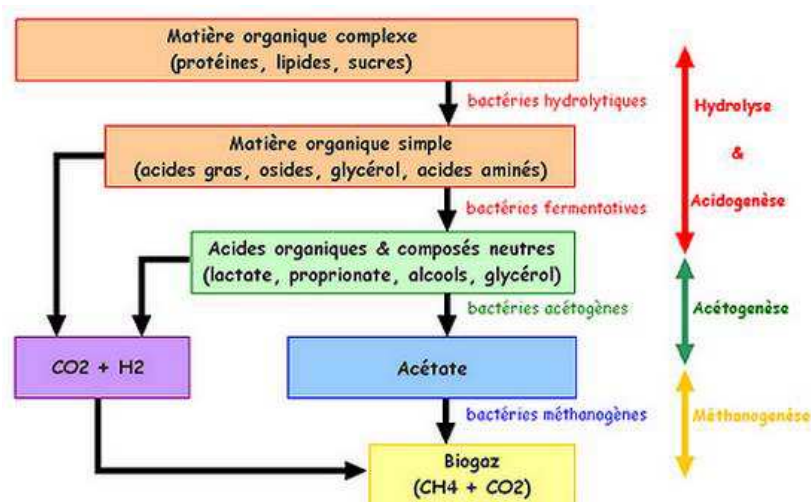 Matière organique complexe
(protéines, lipides, sucres)
bactéries hydrolytiques
Hydrolyse
&
Acidogenèse
Matière organique simple
(acides gras, osides, glycérol, acides aminés)
bactéries fermentatives
Acides organiques & composés neutres
(lactate, proprionate, alcools, glycérol)
bactéries acétogènes
Acétogenèse
CO2 + H2
Acétate
bactéries méthanogènes
Méthanogenèse
Biogaz
(CH4 + CO2)